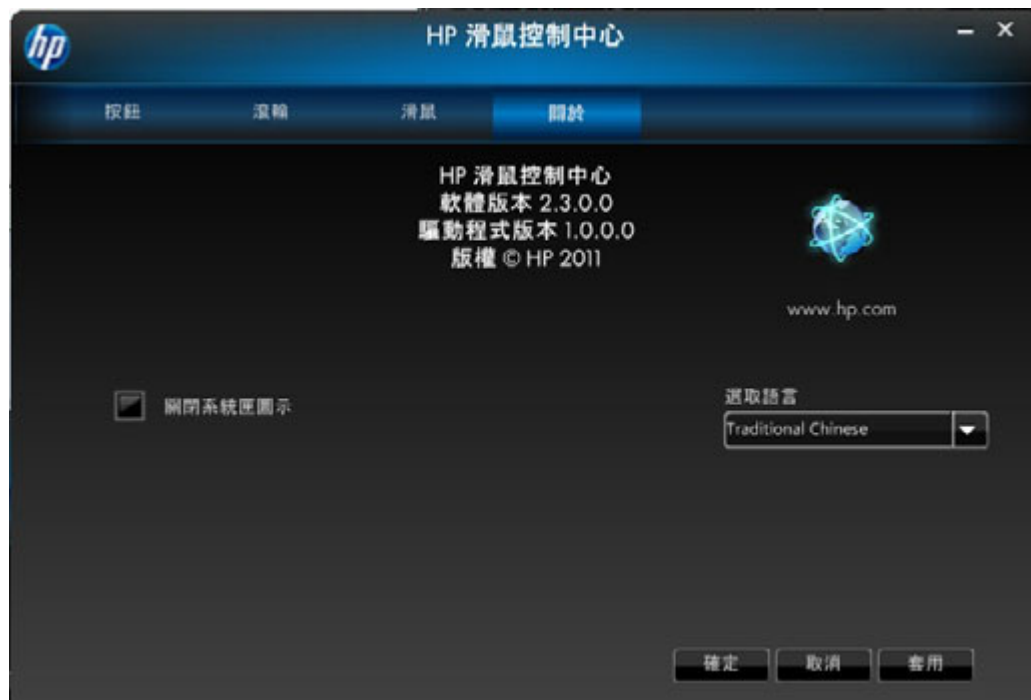 hp
HP 滑鼠控制中心
按鈕
滾輪
滑鼠
關於
HP 滑鼠控制中心
軟體版本 2.3.0.0
驅動程式版本 1.0.0.0
版權 © HP 2011
www.hp.com
關閉系統匣圖示
選取語言
Traditional Chinese
確定
取消
套用